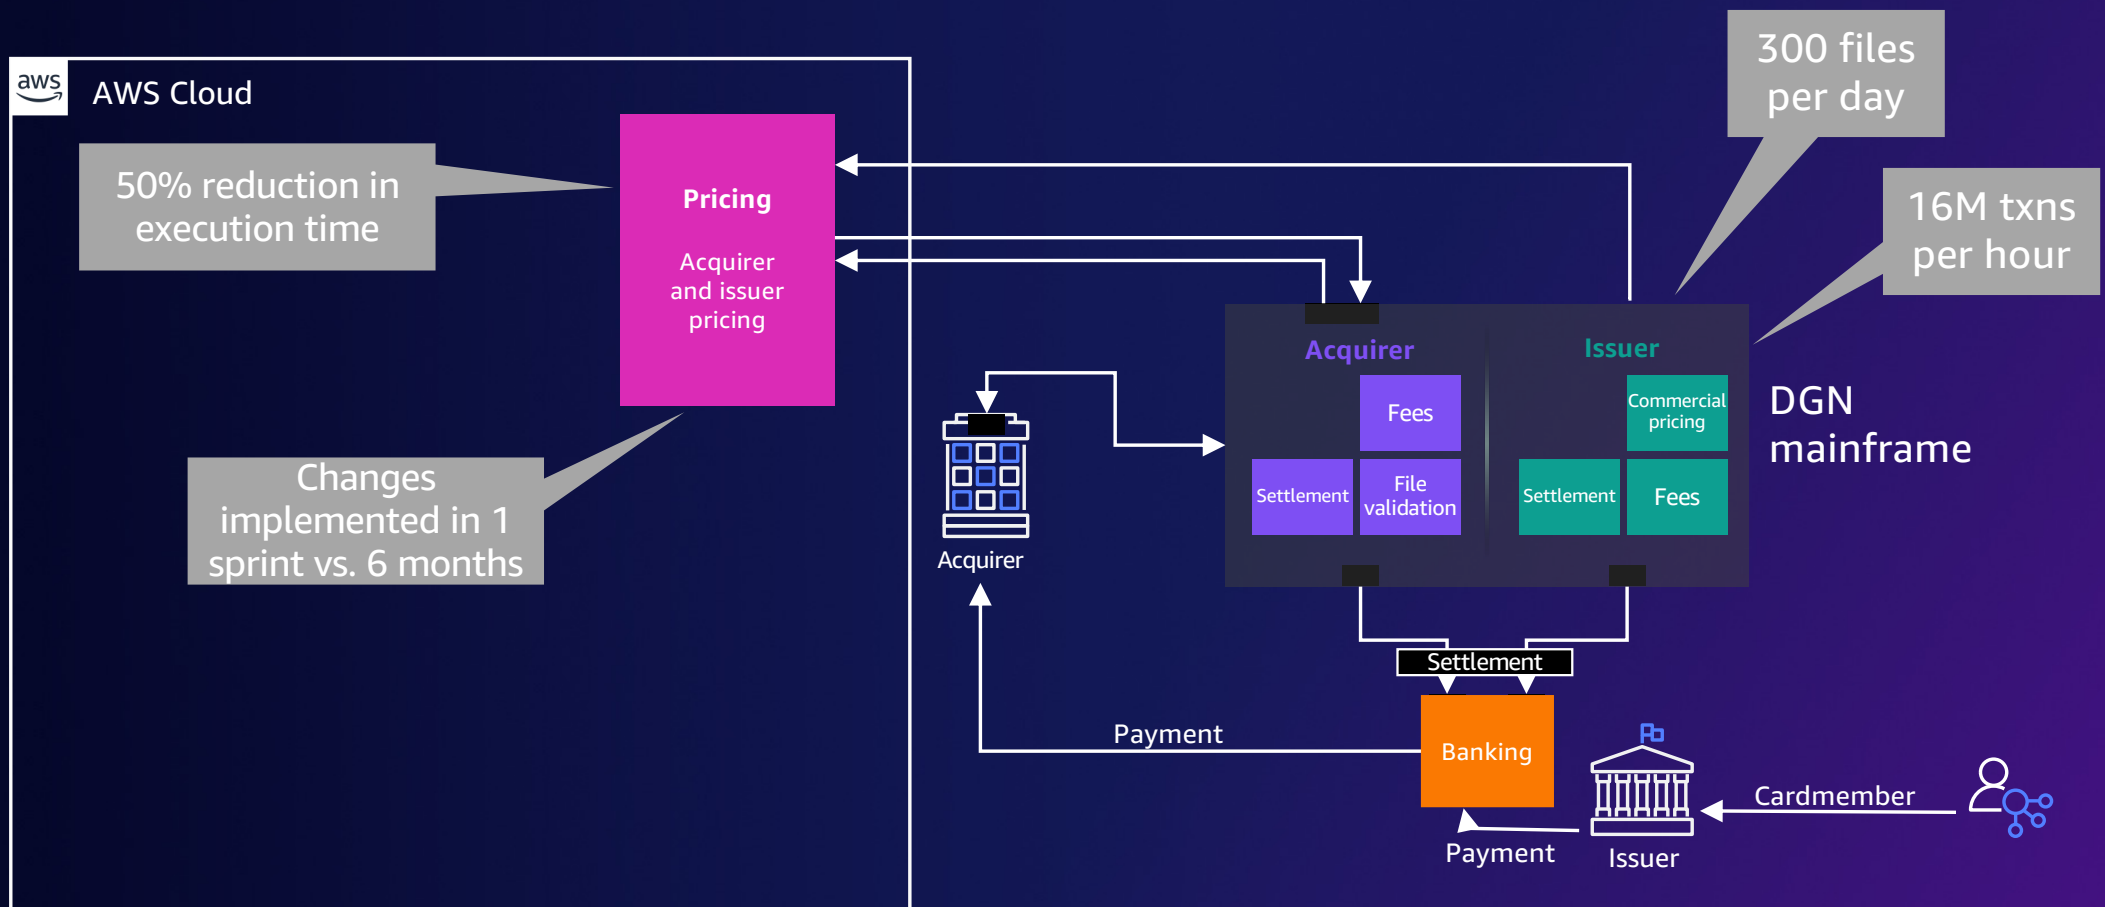 aws
AWS Cloud
50% reduction in
execution time
Pricing
Acquirer
and issuer
pricing
Changes
implemented in 1
sprint vs. 6 months
300 files
per day
16M txns
per hour
Acquirer
Issuer
Fees
Settlement
File
validation
Commercial
pricing
Settlement
Fees
DGN
mainframe
Acquirer
Settlement
Payment
Banking
Payment
Issuer
Cardmember